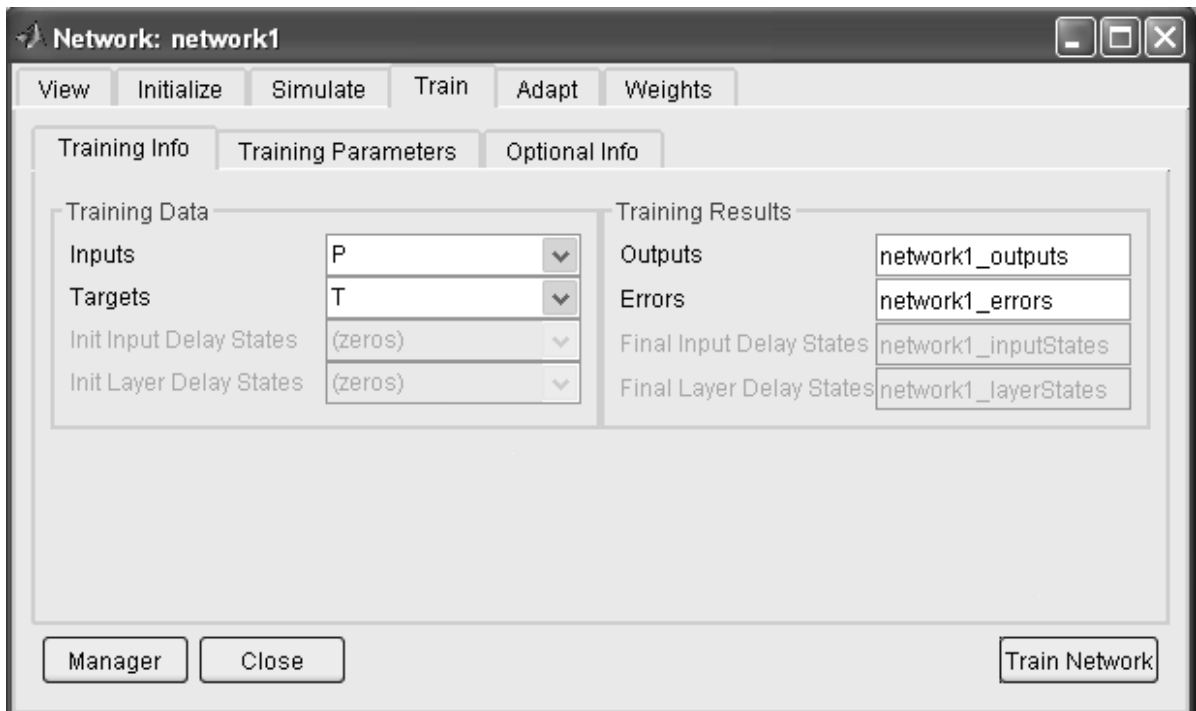 Network: network1
View Initialize Simulate Train Adapt Weights
Training Info Training Parameters Optional Info
Training Data
Inputs P
Targets T
Init Input Delay States (zeros)
Init Layer Delay States (zeros)
Training Results
Outputs network1_outputs
Errors network1_errors
Final Input Delay States network1_inputStates
Final Layer Delay States network1_layerStates
Manager Close Train Network